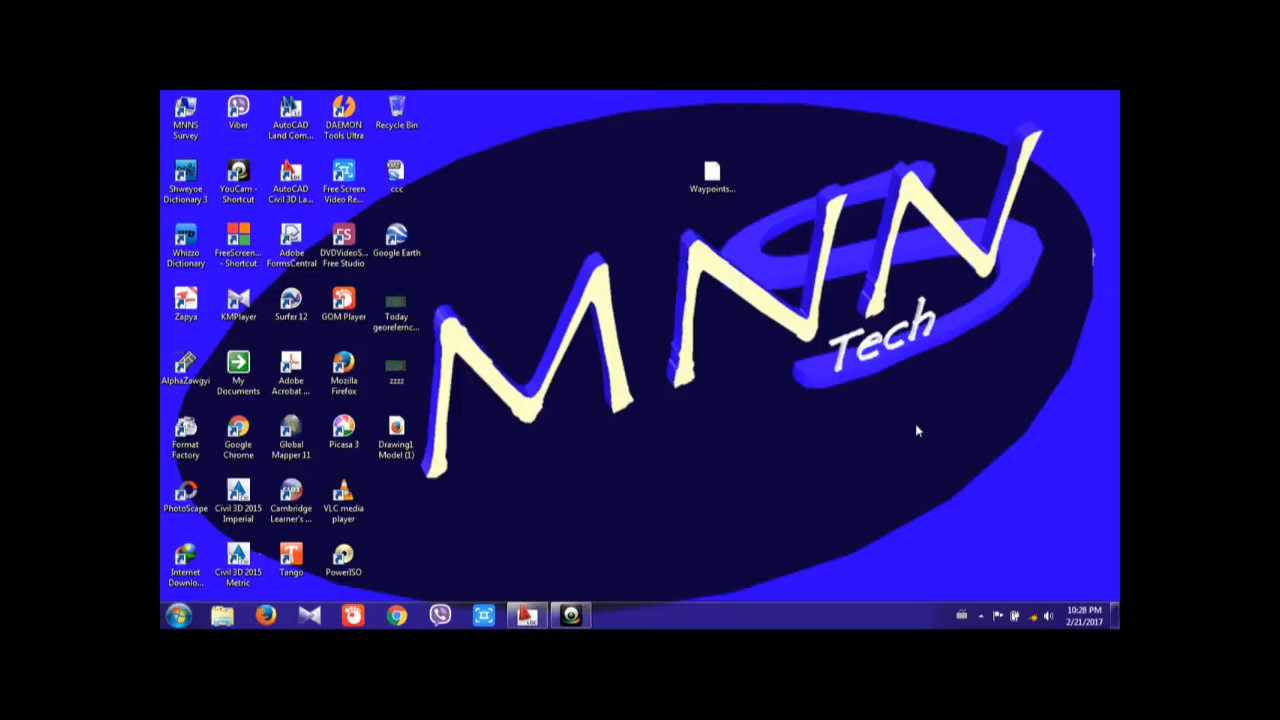 MNNS
Survey
Viber
AutoCAD
Land Com...
DAEMON
Tools Ultra
Recycle Bin
Shweyoe
Dictionary 3
YouCam -
Shortcut
AutoCAD
Civil 3D La...
Free Screen
Video Re...
ccc
Waypoints...
Whizzo
Dictionary
FreeScreen...
- Shortcut
Adobe
FormsCentral
DVDVideoS...
Free Studio
Google Earth
Zapya
KMPlayer
Surfer 12
GOM Player
Today
georefernc...
AlphaZawgyi
My
Documents
Adobe
Acrobat ...
Mozilla
Firefox
zzzz
Format
Factory
Google
Chrome
Global
Mapper 11
Picasa 3
Drawing1
Model (1)
PhotoScape
Civil 3D 2015
Imperial
Cambridge
Learner's ...
VLC media
player
Internet
Downlo...
Civil 3D 2015
Metric
Tango
PowerISO
MNN
Tech
10:28 PM
2/21/2017